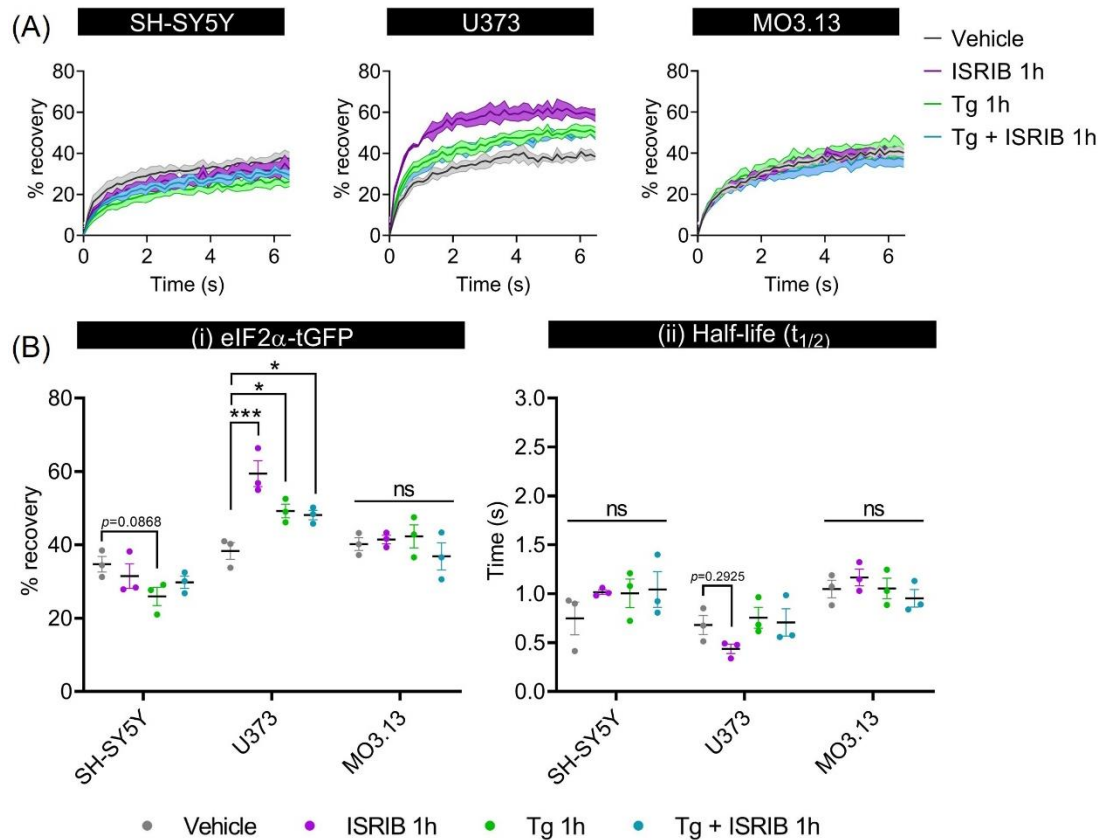 (A)
SH-SY5Y
U373
MO3.13
Vehicle
ISRIB 1h
Tg 1h
Tg + ISRIB 1h
% recovery
80
60
40
20
0
0 2 4 6
Time (s)
% recovery
80
60
40
20
0
0 2 4 6
Time (s)
% recovery
80
60
40
20
0
0 2 4 6
Time (s)
(B)
(i) eIF2α-tGFP
% recovery
80
60
40
20
0
p=0.0868
***
*
*
ns
SH-SY5Y
U373
MO3.13
(ii) Half-life (t1/2)
Time (s)
3.0
2.5
2.0
1.5
1.0
0.5
0.0
ns
p=0.2925
ns
SH-SY5Y
U373
MO3.13
Vehicle ISRIB 1h Tg 1h Tg + ISRIB 1h